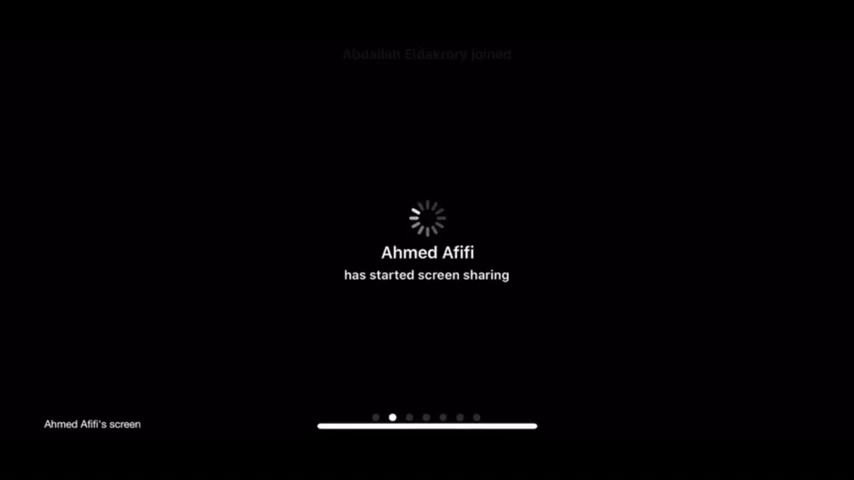 Abdallah Eldakrory joined
Ahmed Afifi
has started screen sharing
Ahmed Afifi's screen